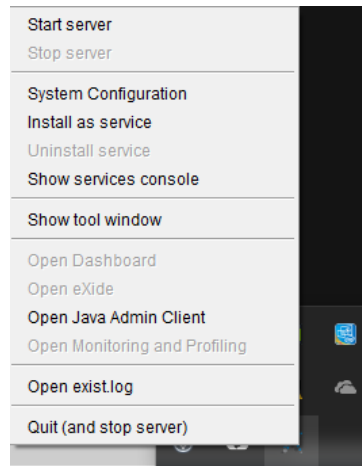 Start server
Stop server
System Configuration
Install as service
Uninstall service
Show services console
Show tool window
Open Dashboard
Open eXide
Open Java Admin Client
Open Monitoring and Profiling
Open exist.log
Quit (and stop server)